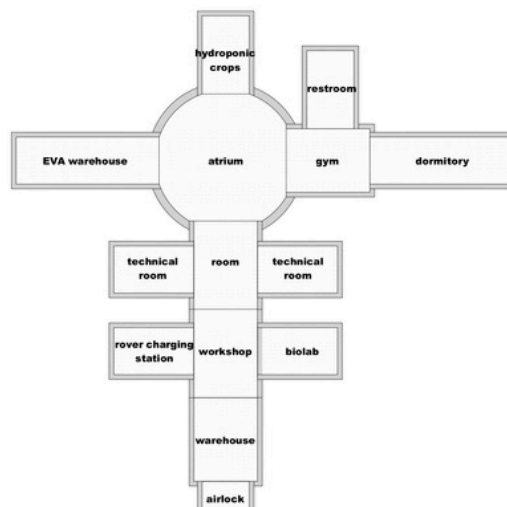 hydroponic
crops
restroom
EVA warehouse
atrium
gym
dormitory
technical
room
room
technical
room
rover charging
station
workshop
biolab
warehouse
airlock